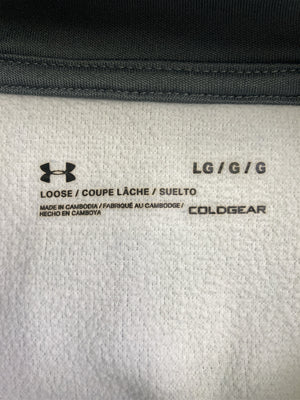 LG / G / G
LOOSE / COUPE LÂCHE / SUELTO
MADE IN CAMBODIA / FABRIQUÉ AU CAMBODGE /
HECHO EN CAMBOYA
COLDGEAR